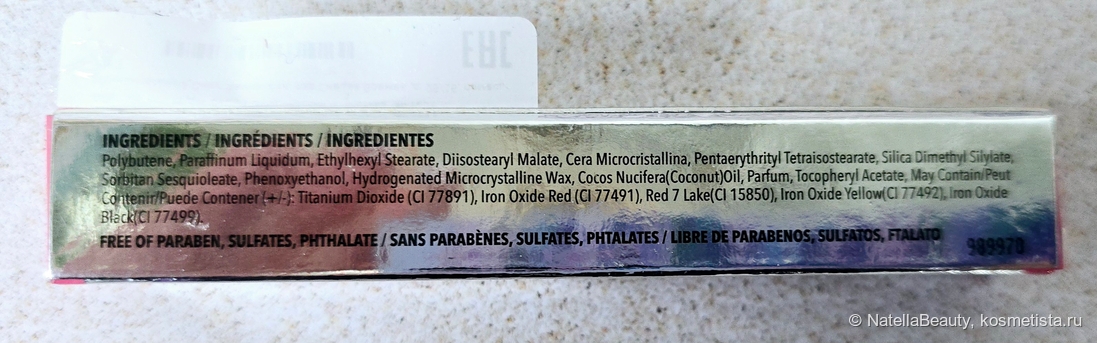 INGREDIENTS / INGRÉDIENTS / INGREDIENTES
Polybutene, Paraffinum Liquidum, Ethylhexyl Stearate, Diisostearyl Malate, Cera Microcristallina, Pentaerythrityl Tetraisostearate, Silica Dimethyl Silylate,
Sorbitan Sesquioleate, Phenoxyethanol, Hydrogenated Microcrystalline Wax, Cocos Nucifera(Coconut)Oil, Parfum, Tocopheryl Acetate, May Contain/Peut
Contenir/Puede Contener (+/-): Titanium Dioxide (CI 77891), Iron Oxide Red (CI 77491), Red 7 Lake(CI 15850), Iron Oxide Yellow(CI 77492), Iron Oxide
Black(CI 77499).
FREE OF PARABEN, SULFATES, PHTHALATE / SANS PARABÈNES, SULFATES, PHTALATES / LIBRE DE PARABENOS, SULFATOS, FTALATO
© NatellaBeauty, kosmetista.ru